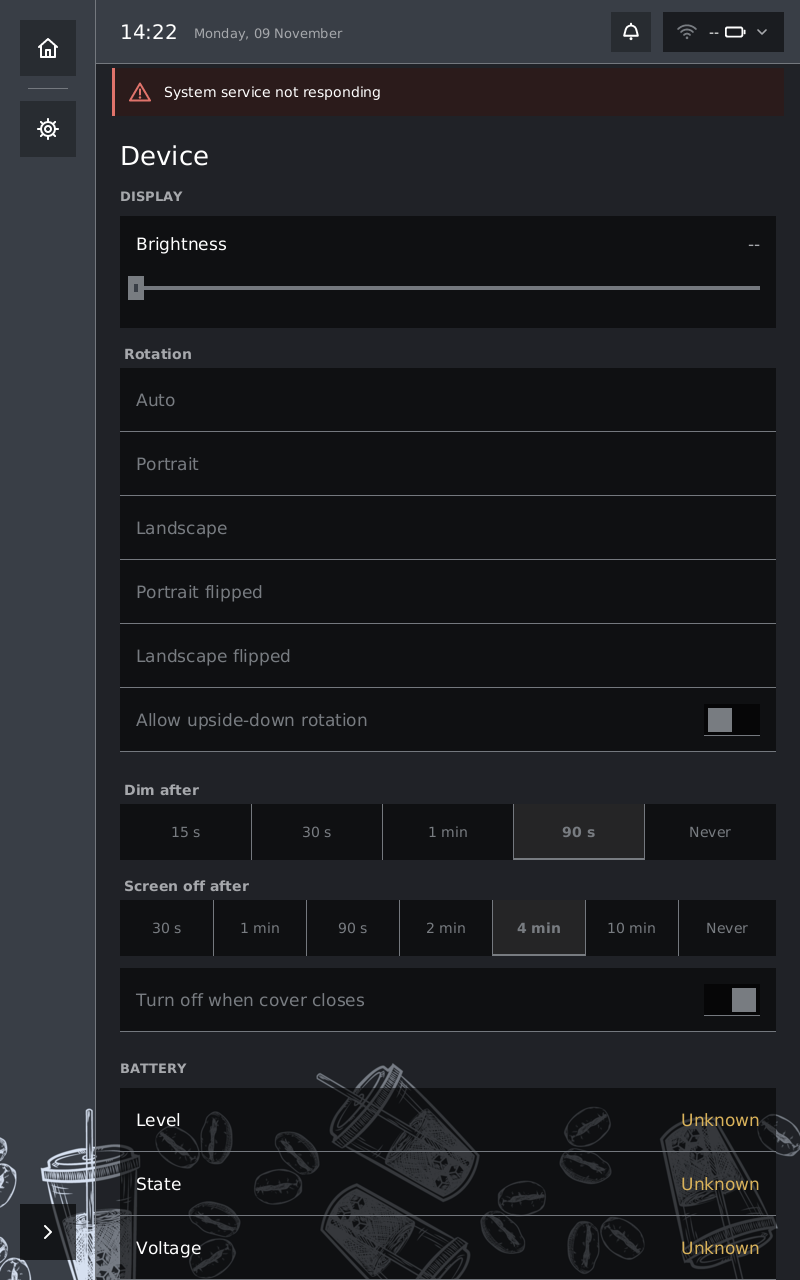 14:22 Monday, 09 November --
System service not responding
Device
DISPLAY
Brightness --
Rotation
Auto
Portrait
Landscape
Portrait flipped
Landscape flipped
Allow upside-down rotation
Dim after
15 s 30 s 1 min 90 s Never
Screen off after
30 s 1 min 90 s 2 min 4 min 10 min Never
Turn off when cover closes
BATTERY
Level Unknown
State Unknown
Voltage Unknown